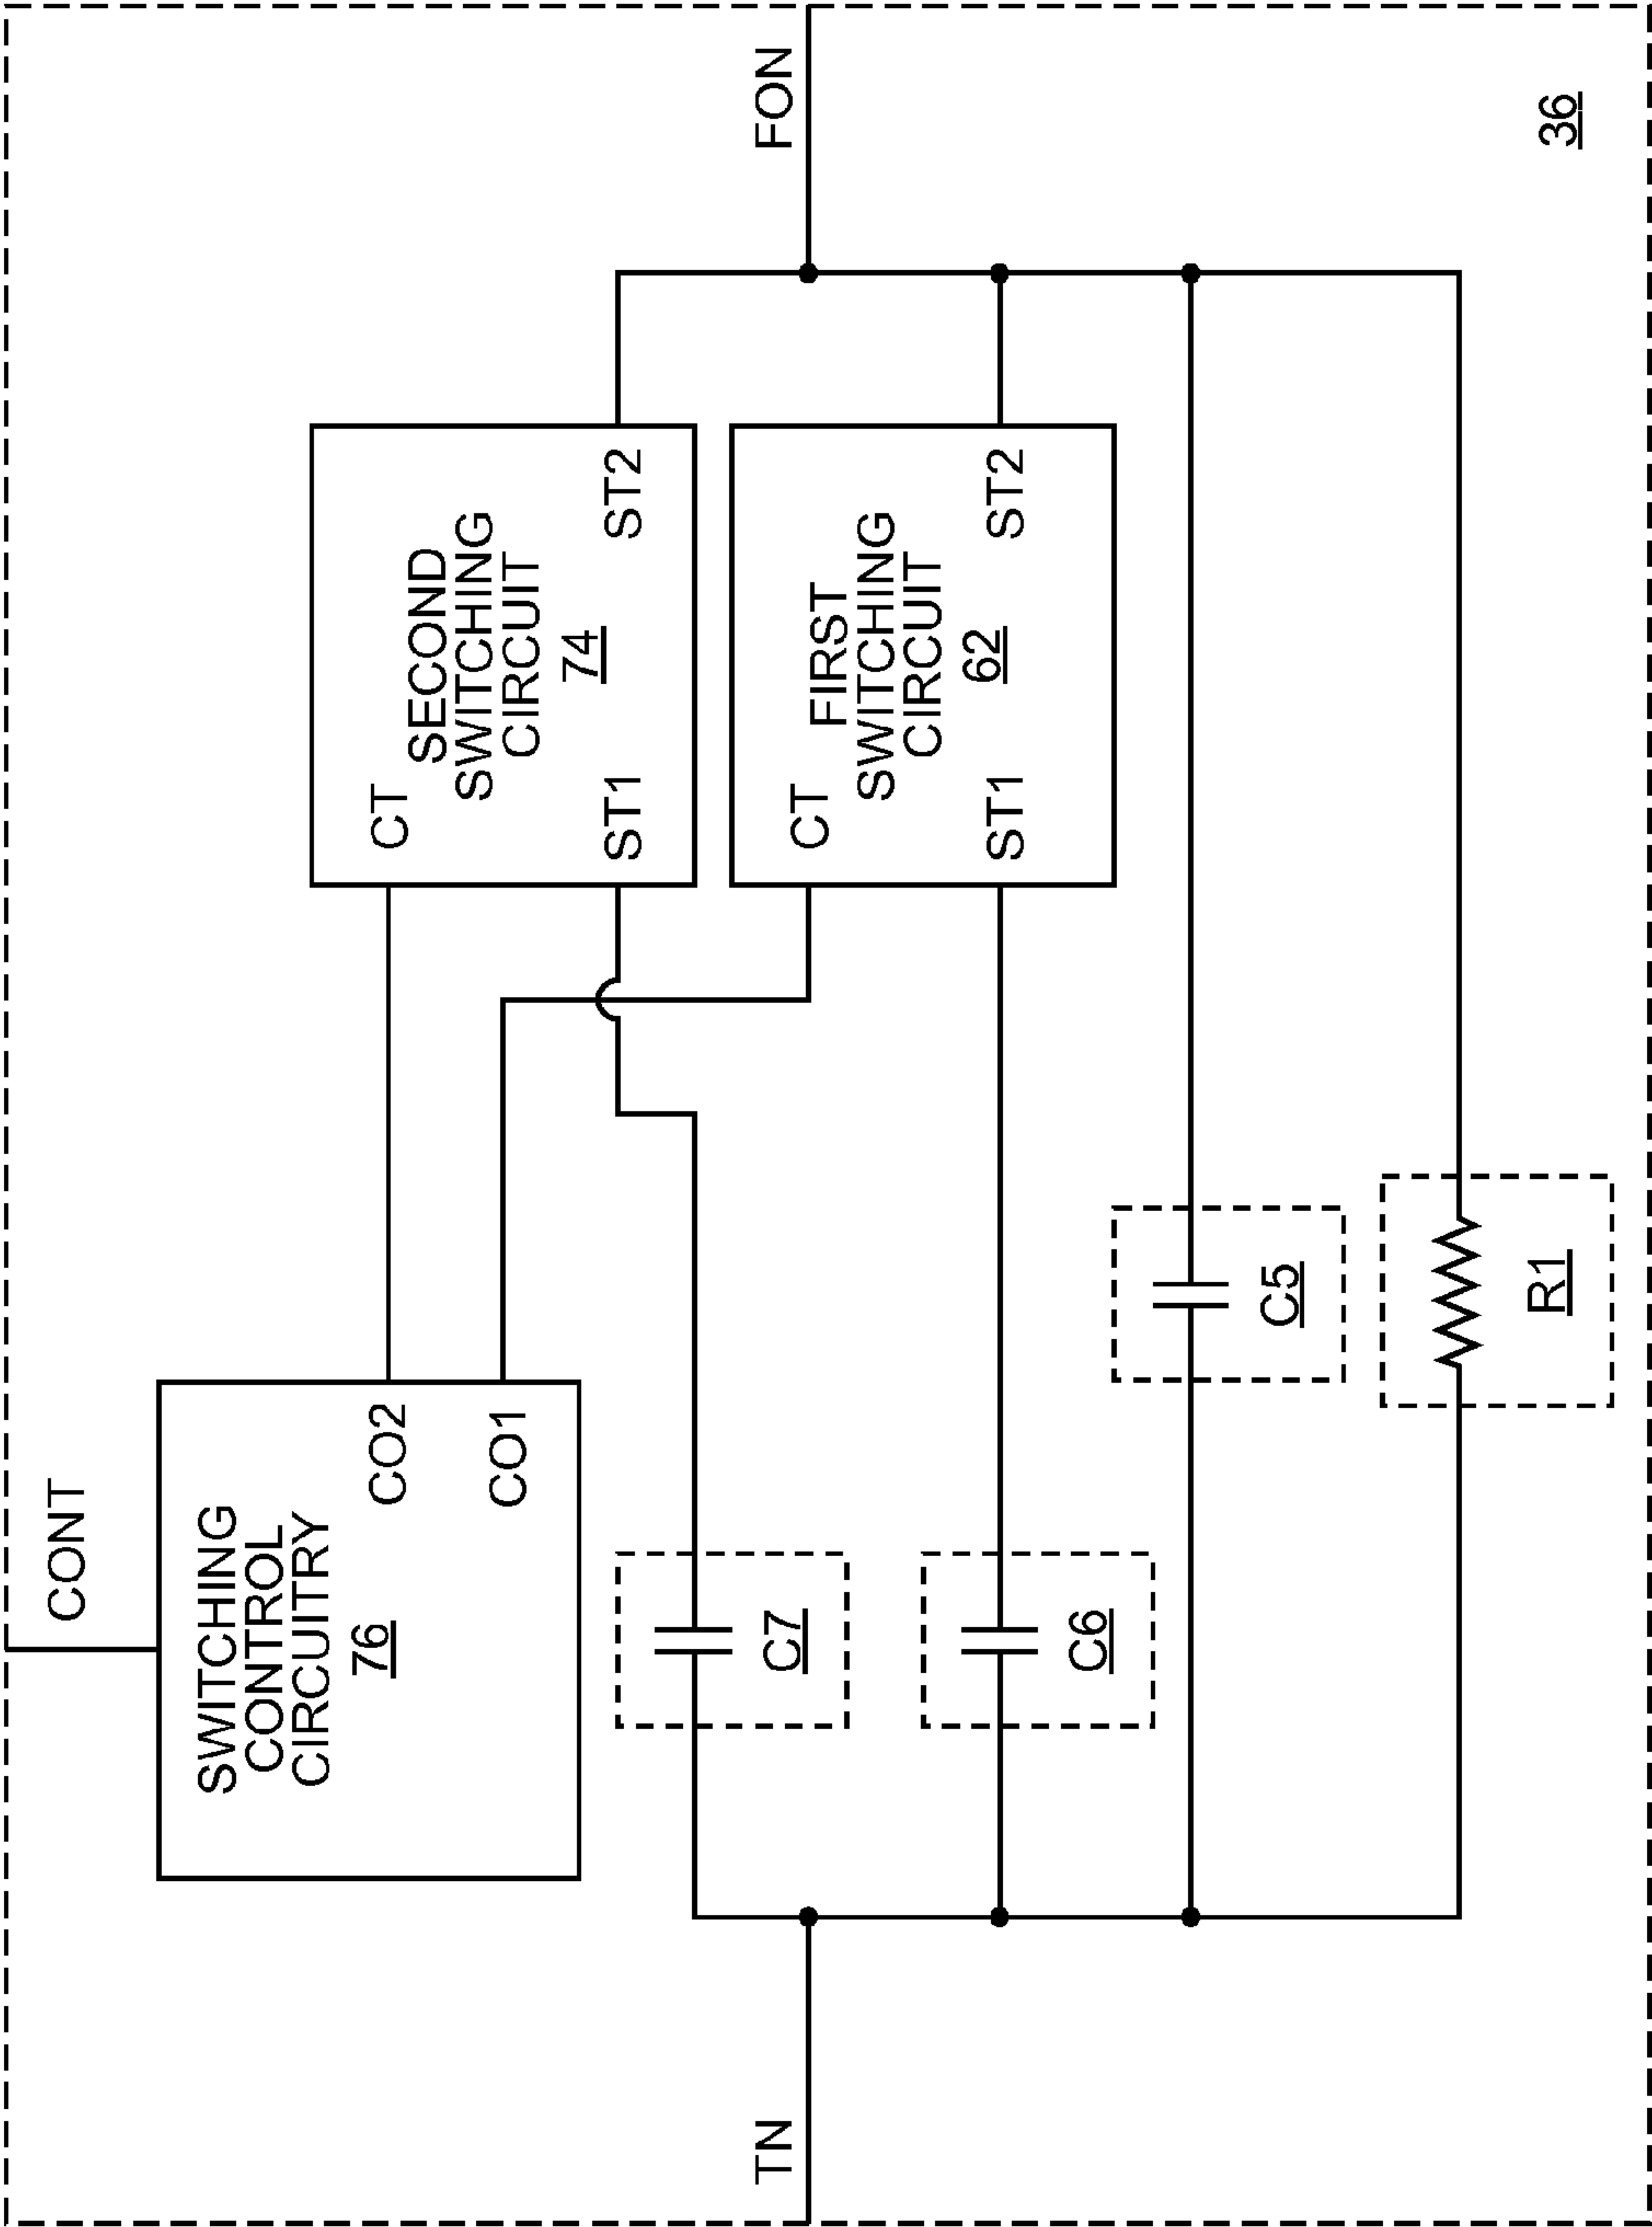 CONT
SWITCHING
CONTROL
CIRCUITRY
76
CO2
CO1
CT
SECOND
SWITCHING
CIRCUIT
74
ST1
ST2
CT
FIRST
SWITCHING
CIRCUIT
62
ST1
ST2
TN
FON
C7
C6
C5
R1
36